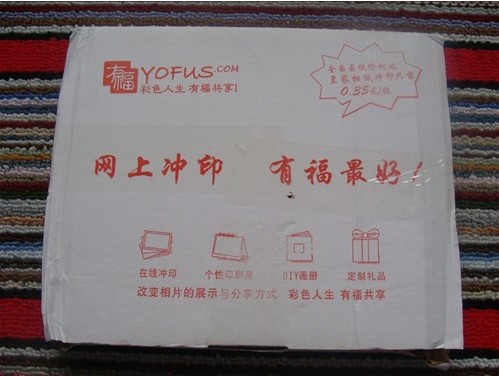 有福
YOFUS.COM
彩色人生 有福共享!
全国最低价到达
皇家相纸冲印只需
0.35元/张
网上冲印 有福最好！
在线冲印 个性印刷品 DIY画册 定制礼品
改变相片的展示与分享方式 彩色人生 有福共享